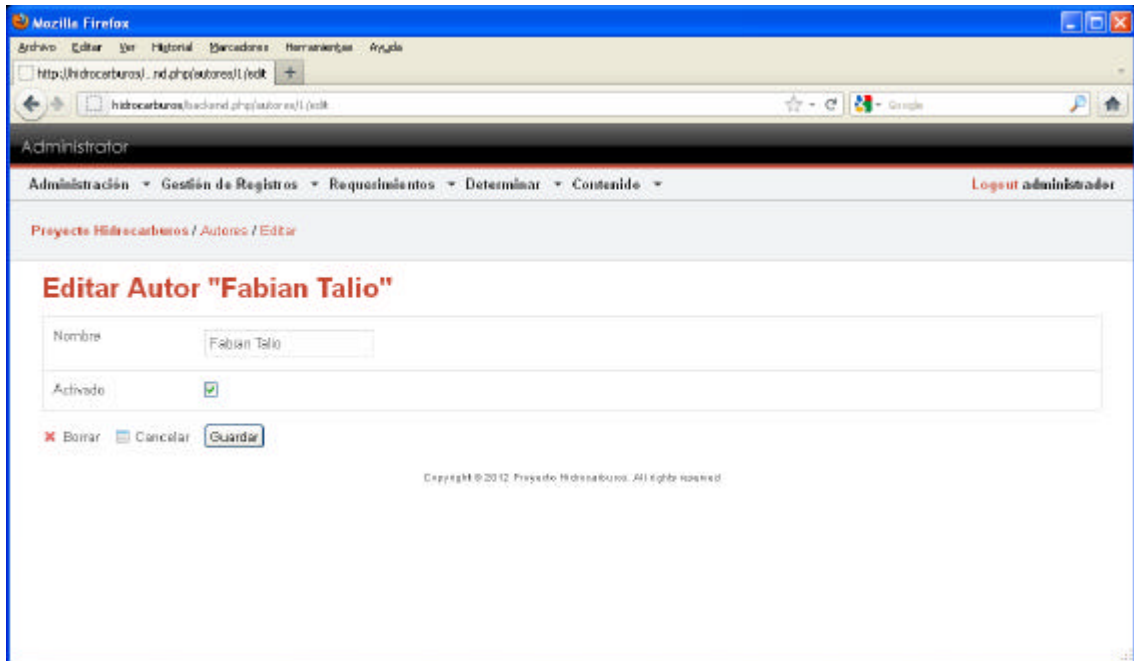 Mozilla Firefox
Archivo Editar Ver Historial Marcadores Herramientas Ayuda
http://hidrocarburos/...nd.php/autores/1/edit +
hidrocarburos/backend.php/autores/1/edit Google
Administrator
Administración Gestión de Registros Requerimientos Determinar Contenido Logout administrador
Proyecto Hidrocarburos / Autores / Editar
Editar Autor "Fabian Talio"
Nombre Fabian Talio
Activado
Borrar Cancelar Guardar
Copyright © 2012 Proyecto Hidrocarburos. All rights reserved